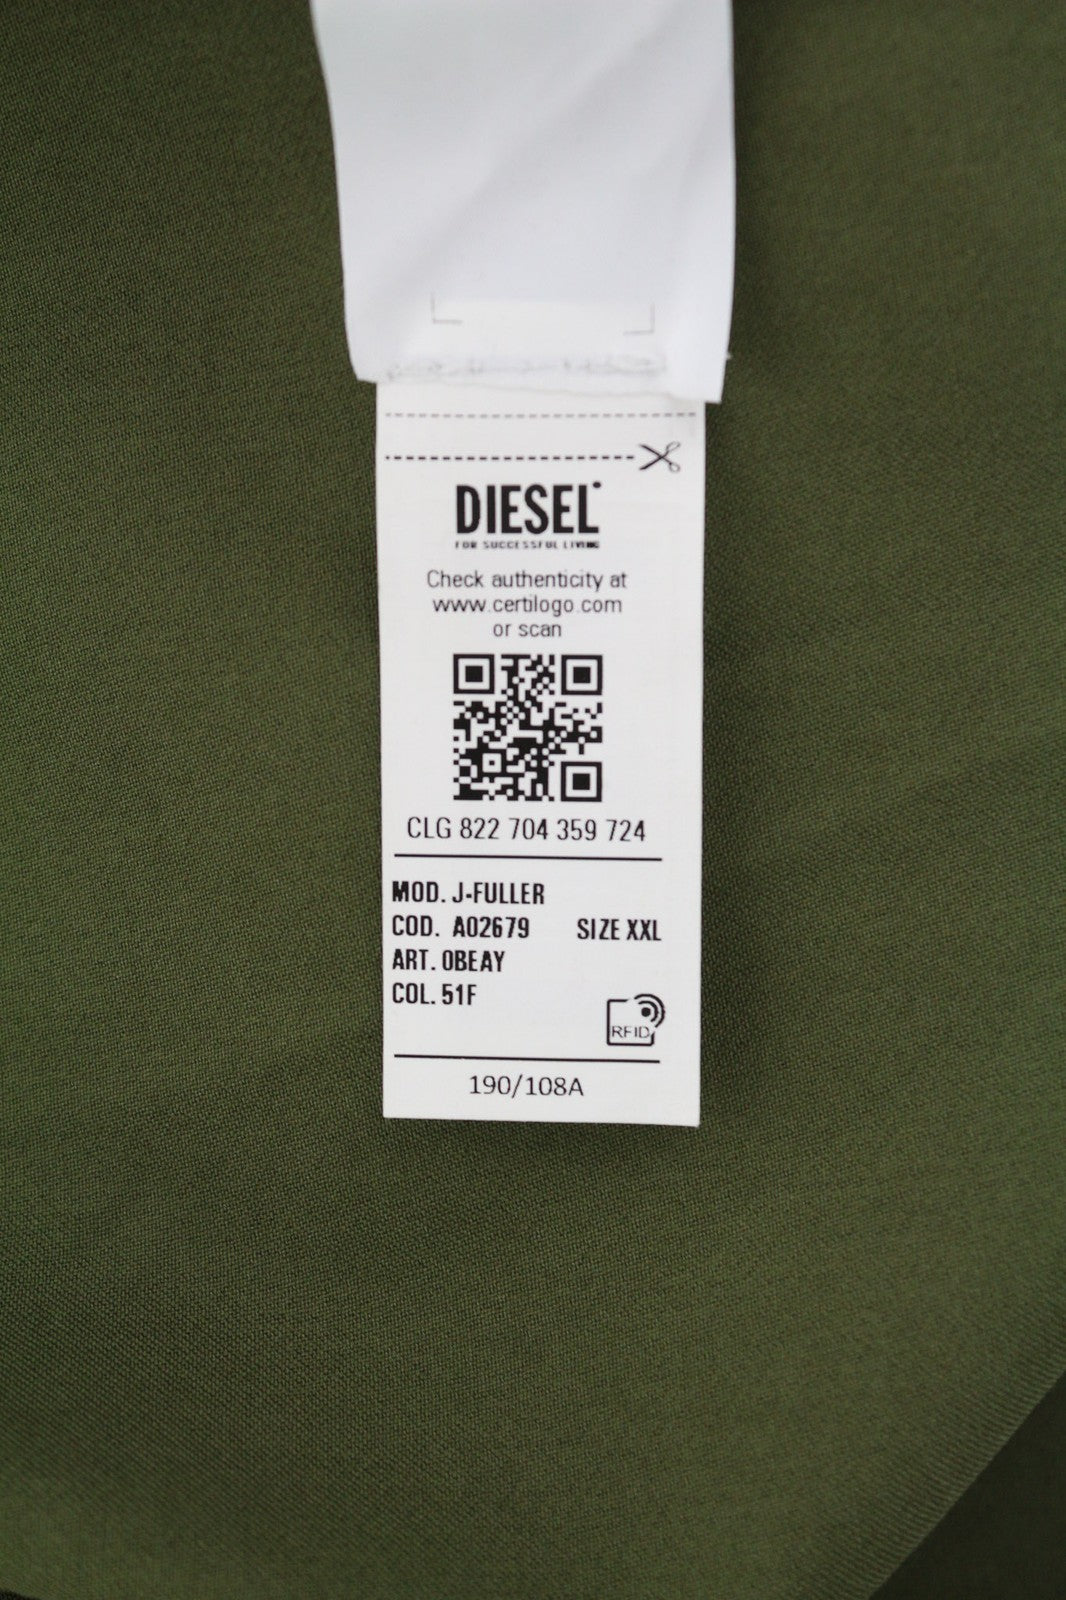 DIESEL
FOR SUCCESSFUL LIVING
Check authenticity at
www.certilogo.com
or scan
CLG 822 704 359 724
MOD. J-FULLER
COD. A02679 SIZE XXL
ART. 0BEAY
COL. 51F
RFID
190/108A